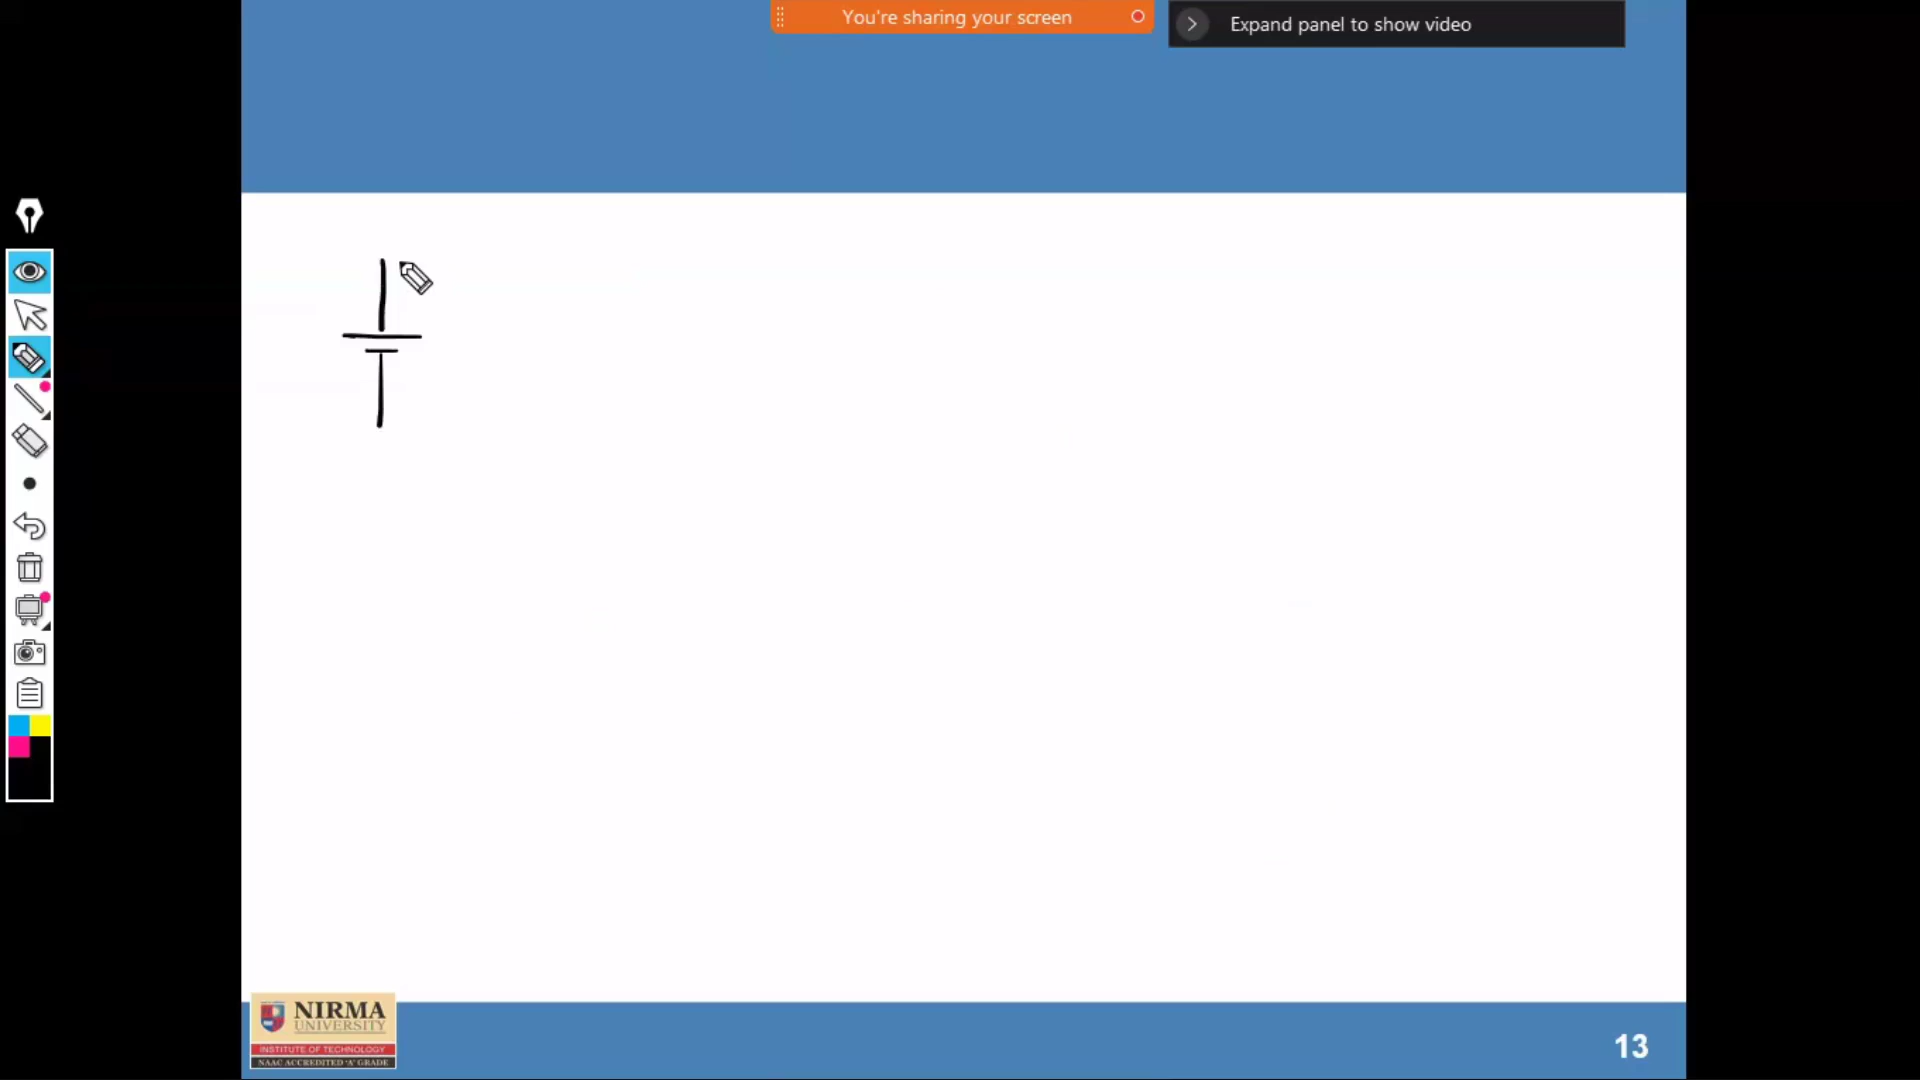 You're sharing your screen
Expand panel to show video
NIRMA
UNIVERSITY
INSTITUTE OF TECHNOLOGY
NAAC ACCREDITED 'A' GRADE
13